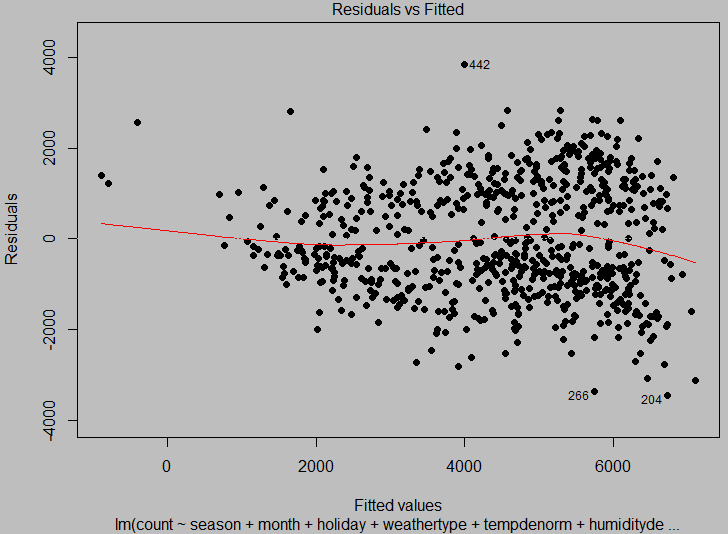 Residuals vs Fitted
Residuals
4000
2000
0
-2000
-4000
442
266
204
0 2000 4000 6000
Fitted values
lm(count ~ season + month + holiday + weathertype + tempdenorm + humidityde ...